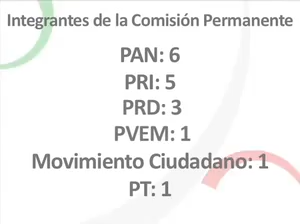 Integrantes de la Comisión Permanente
PAN: 6
PRI: 5
PRD: 3
PVEM: 1
Movimiento Ciudadano: 1
PT: 1